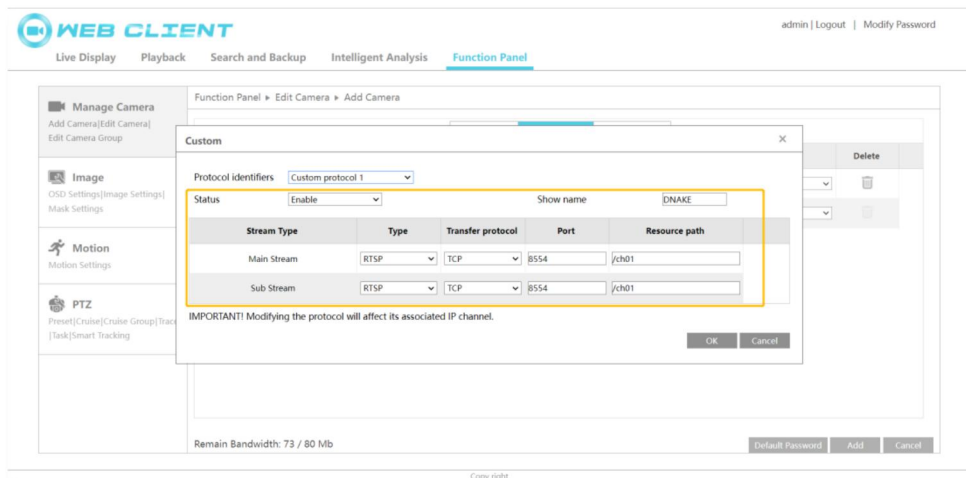 WEB CLIENT
admin | Logout | Modify Password
Live Display Playback Search and Backup Intelligent Analysis Function Panel
Manage Camera
Add Camera|Edit Camera|
Edit Camera Group
Image
OSD Settings|Image Settings|
Mask Settings
Motion
Motion Settings
PTZ
Preset|Cruise|Cruise Group|Trace
|Task|Smart Tracking
Function Panel ▸ Edit Camera ▸ Add Camera
Delete
Custom ×
Protocol identifiers Custom protocol 1
Status Enable Show name DNAKE
Stream Type Type Transfer protocol Port Resource path
Main Stream RTSP TCP 8554 /ch01
Sub Stream RTSP TCP 8554 /ch01
IMPORTANT! Modifying the protocol will affect its associated IP channel.
OK Cancel
Remain Bandwidth: 73 / 80 Mb
Default Password Add Cancel
Copy right